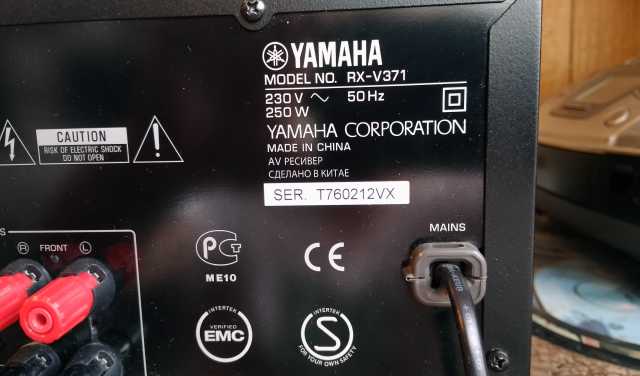 YAMAHA
MODEL NO. RX-V371
230 V ~ 50 Hz
250 W
YAMAHA CORPORATION
MADE IN CHINA
AV РЕСИВЕР
СДЕЛАНО В КИТАЕ
SER. T760212VX
CAUTION
RISK OF ELECTRIC SHOCK
DO NOT OPEN
MAINS
R FRONT L
ME10
CE
INTERTEK
VERIFIED
EMC
INTERTEK
S
FOR YOUR OWN SAFETY